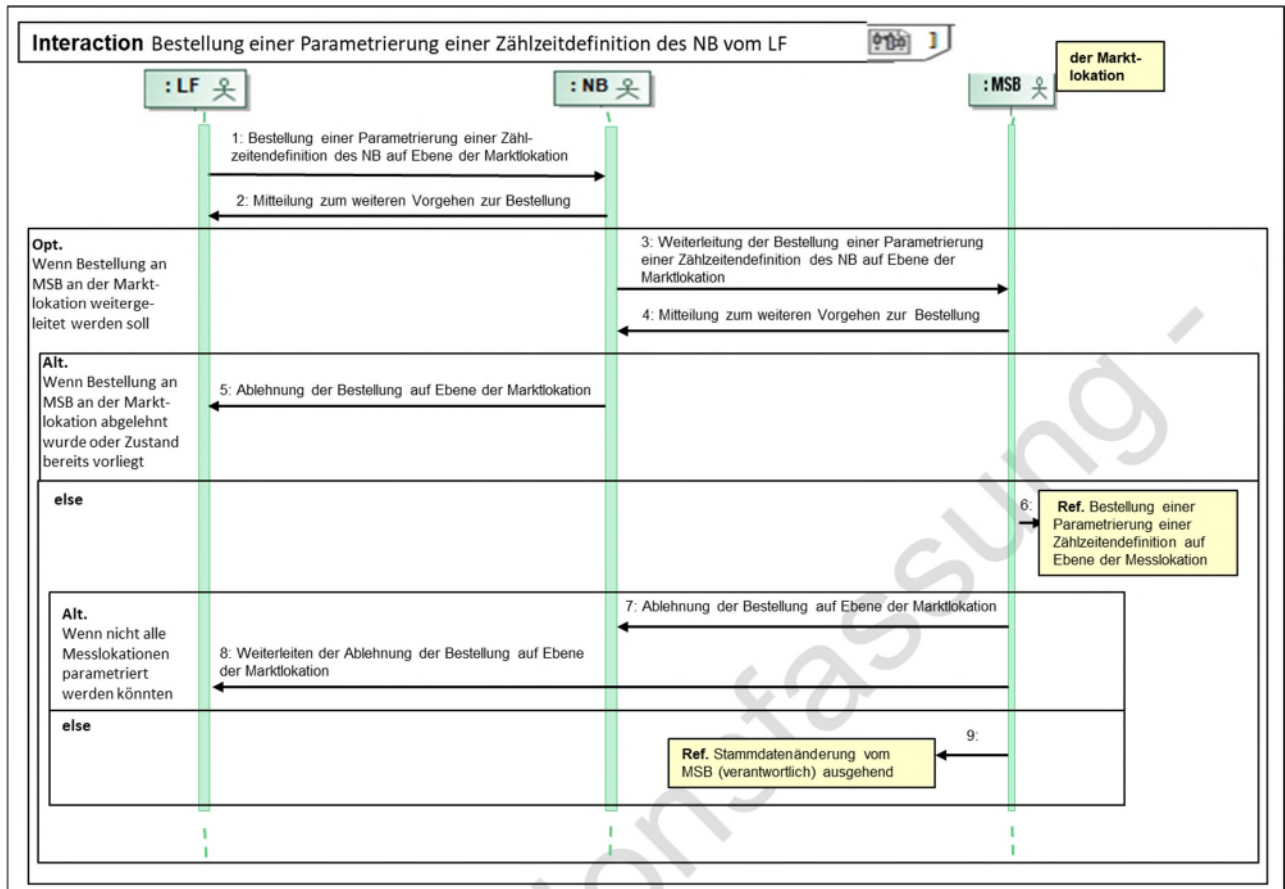 Interaction Bestellung einer Parametrierung einer Zählzeitdefinition des NB vom LF
der Markt-
lokation
: LF
: NB
: MSB
1: Bestellung einer Parametrierung einer Zähl-
zeitendefinition des NB auf Ebene der Marktlokation
2: Mitteilung zum weiteren Vorgehen zur Bestellung
Opt.
Wenn Bestellung an
MSB an der Markt-
lokation weiterge-
leitet werden soll
3: Weiterleitung der Bestellung einer Parametrierung
einer Zählzeitendefinition des NB auf Ebene der
Marktlokation
4: Mitteilung zum weiteren Vorgehen zur Bestellung
Alt.
Wenn Bestellung an
MSB an der Markt-
lokation abgelehnt
wurde oder Zustand
bereits vorliegt
5: Ablehnung der Bestellung auf Ebene der Marktlokation
else
6:
Ref. Bestellung einer
Parametrierung einer
Zählzeitendefinition auf
Ebene der Messlokation
Alt.
Wenn nicht alle
Messlokationen
parametriert
werden könnten
7: Ablehnung der Bestellung auf Ebene der Marktlokation
8: Weiterleiten der Ablehnung der Bestellung auf Ebene
der Marktlokation
else
9:
Ref. Stammdatenänderung vom
MSB (verantwortlich) ausgehend
onsfassung -